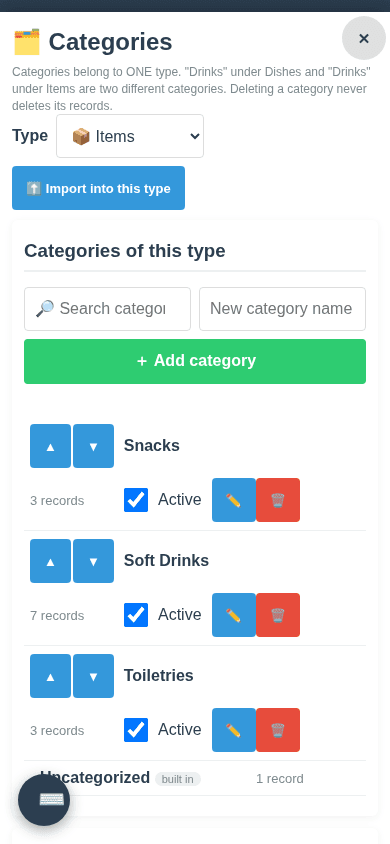 🗂️ Categories
×
Categories belong to ONE type. "Drinks" under Dishes and "Drinks"
under Items are two different categories. Deleting a category never
deletes its records.
Type 📦 Items
⬆️ Import into this type
Categories of this type
🔎 Search categor New category name
+ Add category
▲ ▼ Snacks
3 records Active ✏️ 🗑️
▲ ▼ Soft Drinks
7 records Active ✏️ 🗑️
▲ ▼ Toiletries
3 records Active ✏️ 🗑️
Uncategorized built in 1 record